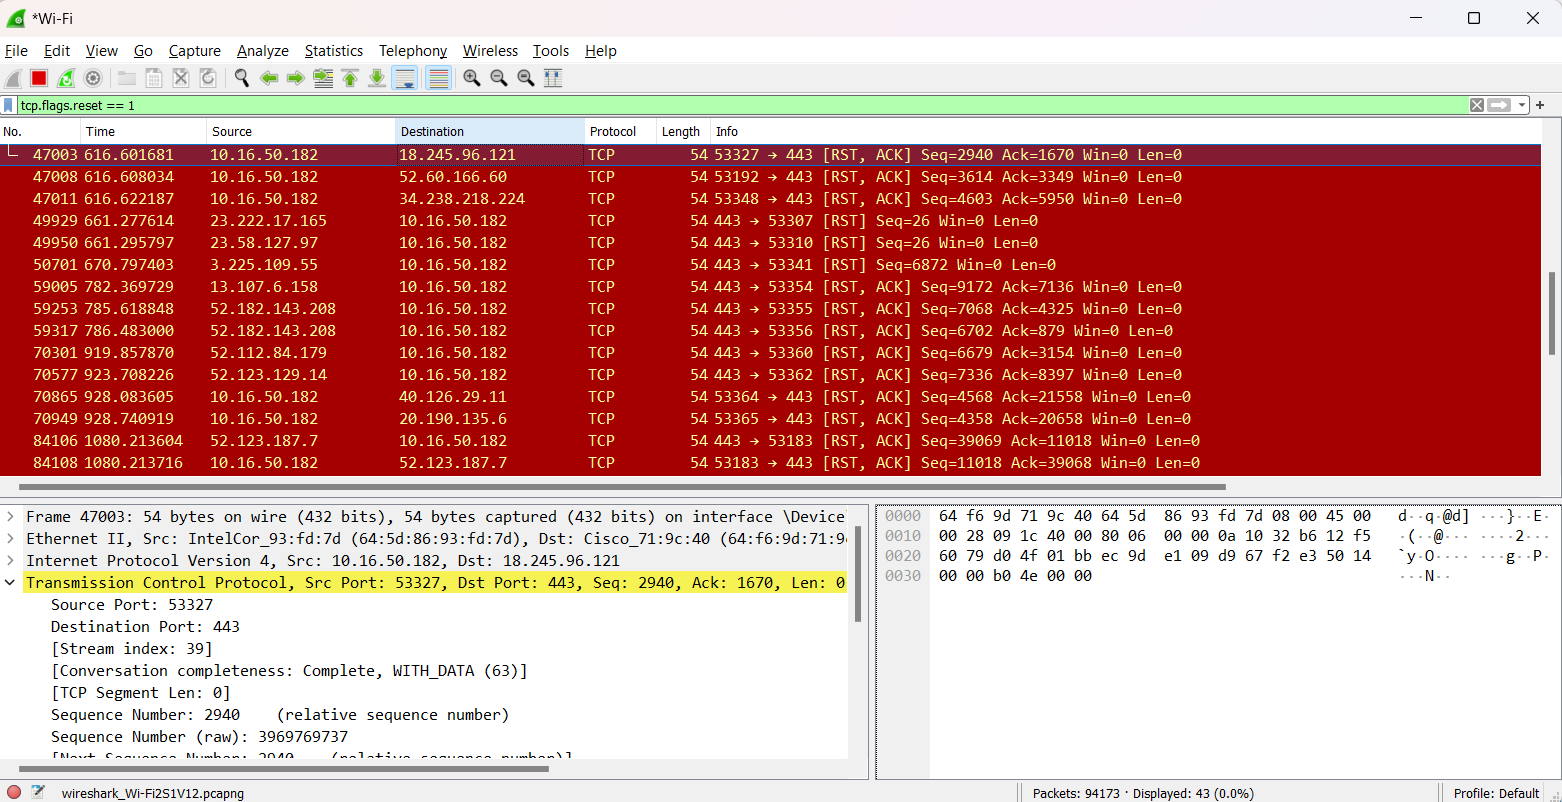 *Wi-Fi
File Edit View Go Capture Analyze Statistics Telephony Wireless Tools Help
tcp.flags.reset == 1
No. Time Source Destination Protocol Length Info
47003 616.601681 10.16.50.182 18.245.96.121 TCP 54 53327 → 443 [RST, ACK] Seq=2940 Ack=1670 Win=0 Len=0
47008 616.608034 10.16.50.182 52.60.166.60 TCP 54 53192 → 443 [RST, ACK] Seq=3614 Ack=3349 Win=0 Len=0
47011 616.622187 10.16.50.182 34.238.218.224 TCP 54 53348 → 443 [RST, ACK] Seq=4603 Ack=5950 Win=0 Len=0
49929 661.277614 23.222.17.165 10.16.50.182 TCP 54 443 → 53307 [RST] Seq=26 Win=0 Len=0
49950 661.295797 23.58.127.97 10.16.50.182 TCP 54 443 → 53310 [RST] Seq=26 Win=0 Len=0
50701 670.797403 3.225.109.55 10.16.50.182 TCP 54 443 → 53341 [RST] Seq=6872 Win=0 Len=0
59005 782.369729 13.107.6.158 10.16.50.182 TCP 54 443 → 53354 [RST, ACK] Seq=9172 Ack=7136 Win=0 Len=0
59253 785.618848 52.182.143.208 10.16.50.182 TCP 54 443 → 53355 [RST, ACK] Seq=7068 Ack=4325 Win=0 Len=0
59317 786.483000 52.182.143.208 10.16.50.182 TCP 54 443 → 53356 [RST, ACK] Seq=6702 Ack=879 Win=0 Len=0
70301 919.857870 52.112.84.179 10.16.50.182 TCP 54 443 → 53360 [RST, ACK] Seq=6679 Ack=3154 Win=0 Len=0
70577 923.708226 52.123.129.14 10.16.50.182 TCP 54 443 → 53362 [RST, ACK] Seq=7336 Ack=8397 Win=0 Len=0
70865 928.083605 10.16.50.182 40.126.29.11 TCP 54 53364 → 443 [RST, ACK] Seq=4568 Ack=21558 Win=0 Len=0
70949 928.740919 10.16.50.182 20.190.135.6 TCP 54 53365 → 443 [RST, ACK] Seq=4358 Ack=20658 Win=0 Len=0
84106 1080.213604 52.123.187.7 10.16.50.182 TCP 54 443 → 53183 [RST, ACK] Seq=39069 Ack=11018 Win=0 Len=0
84108 1080.213716 10.16.50.182 52.123.187.7 TCP 54 53183 → 443 [RST, ACK] Seq=11018 Ack=39068 Win=0 Len=0
Frame 47003: 54 bytes on wire (432 bits), 54 bytes captured (432 bits) on interface \Device
Ethernet II, Src: IntelCor_93:fd:7d (64:5d:86:93:fd:7d), Dst: Cisco_71:9c:40 (64:f6:9d:71:9c
Internet Protocol Version 4, Src: 10.16.50.182, Dst: 18.245.96.121
Transmission Control Protocol, Src Port: 53327, Dst Port: 443, Seq: 2940, Ack: 1670, Len: 0
Source Port: 53327
Destination Port: 443
[Stream index: 39]
[Conversation completeness: Complete, WITH_DATA (63)]
[TCP Segment Len: 0]
Sequence Number: 2940 (relative sequence number)
Sequence Number (raw): 3969769737
[Next Sequence Number: 2940 (relative sequence number)]
0000 64 f6 9d 71 9c 40 64 5d 86 93 fd 7d 08 00 45 00 d··q·@d] ···}··E·
0010 00 28 09 1c 40 00 80 06 00 00 0a 10 32 b6 12 f5 ·(··@··· ····2···
0020 60 79 d0 4f 01 bb ec 9d e1 09 d9 67 f2 e3 50 14 `y·O···· ···g··P·
0030 00 00 b0 4e 00 00 ···N··
wireshark_Wi-Fi2S1V12.pcapng
Packets: 94173 · Displayed: 43 (0.0%)
Profile: Default